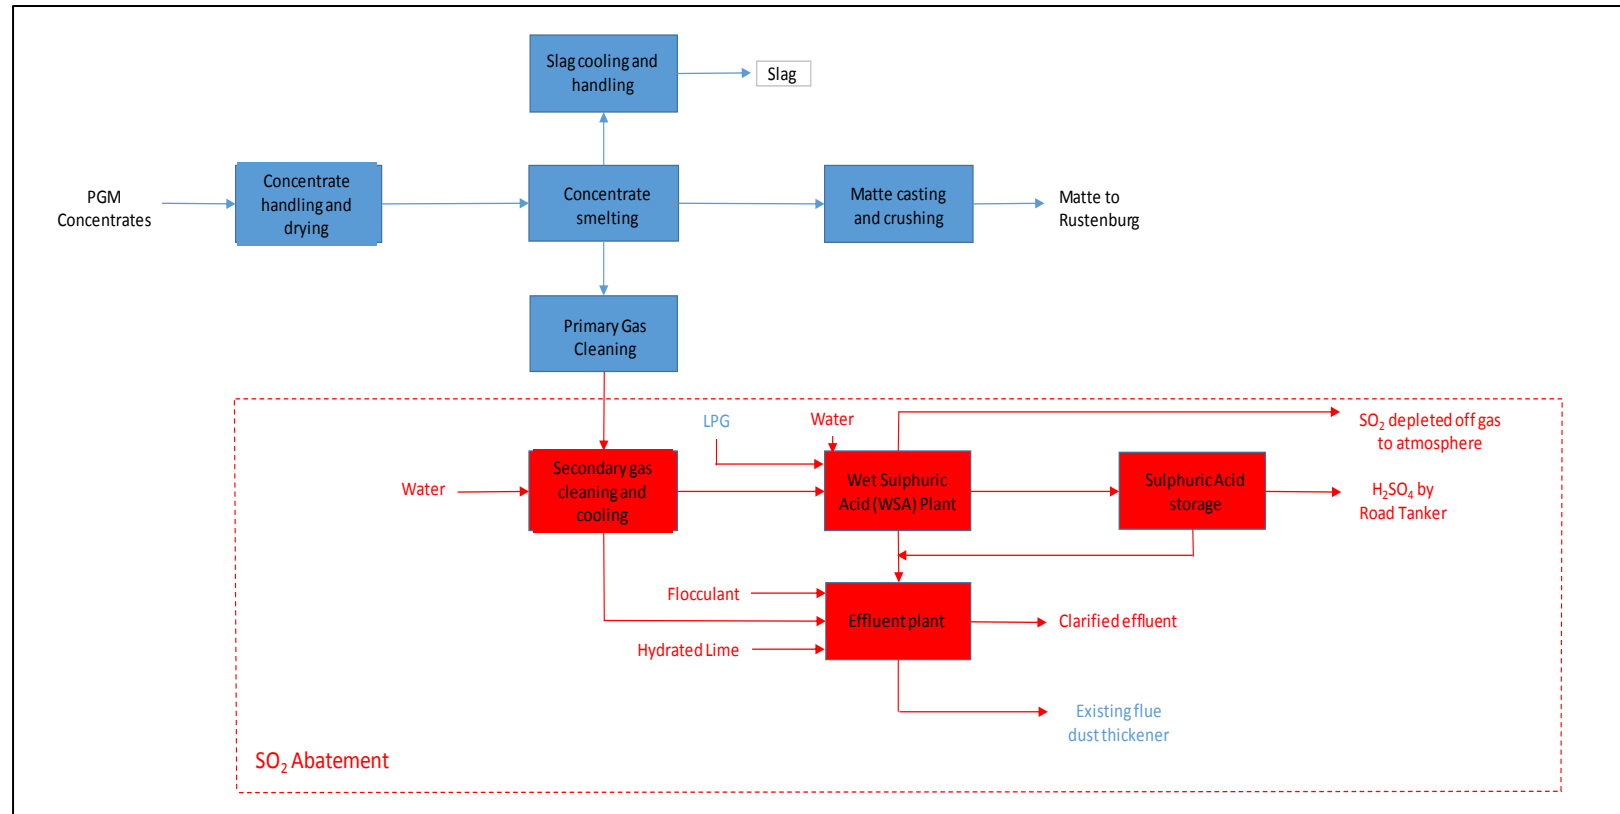 Slag cooling and
handling
Slag
PGM
Concentrates
Concentrate
handling and
drying
Concentrate
smelting
Matte casting
and crushing
Matte to
Rustenburg
Primary Gas
Cleaning
LPG
Water
SO₂ depleted off gas
to atmosphere
Water
Secondary gas
cleaning and
cooling
Wet Sulphuric
Acid (WSA) Plant
Sulphuric Acid
storage
H₂SO₄ by
Road Tanker
Flocculant
Effluent plant
Clarified effluent
Hydrated Lime
Existing flue
dust thickener
SO₂ Abatement